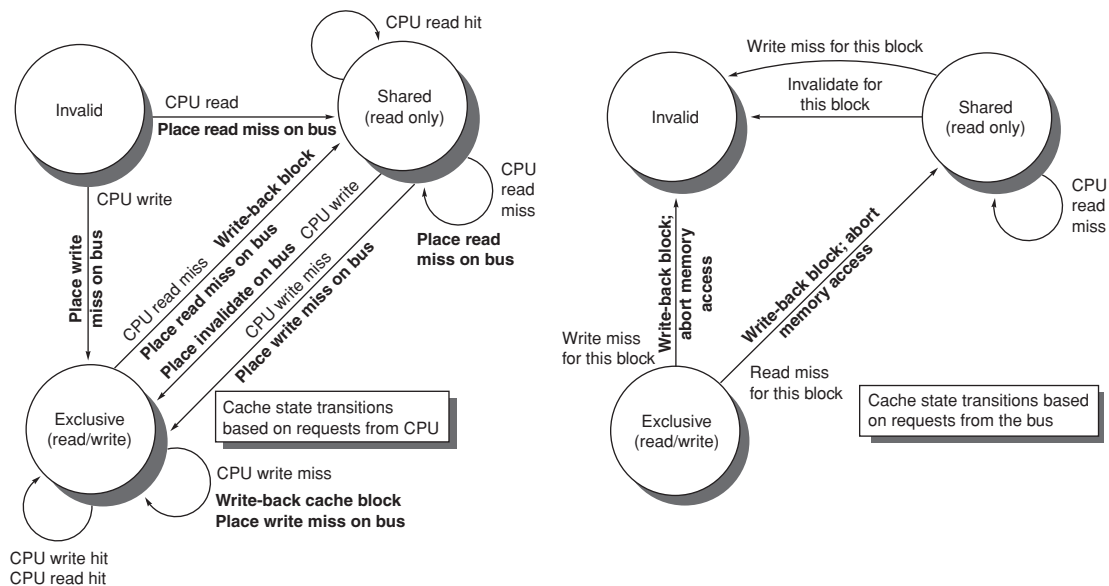 CPU read hit
Invalid
CPU read
Place read miss on bus
Shared
(read only)
CPU write
Place write
miss on bus
CPU read miss
Write-back block
Place read miss on bus
Place invalidate on bus
CPU write
CPU write miss
Place write miss on bus
CPU
read
miss
Place read
miss on bus
Exclusive
(read/write)
Cache state transitions
based on requests from CPU
CPU write miss
Write-back cache block
Place write miss on bus
CPU write hit
CPU read hit
Write miss for this block
Invalidate for
this block
Invalid
Shared
(read only)
CPU
read
miss
Write-back block;
abort memory
access
Write-back block; abort
memory access
Write miss
for this block
Read miss
for this block
Exclusive
(read/write)
Cache state transitions based
on requests from the bus